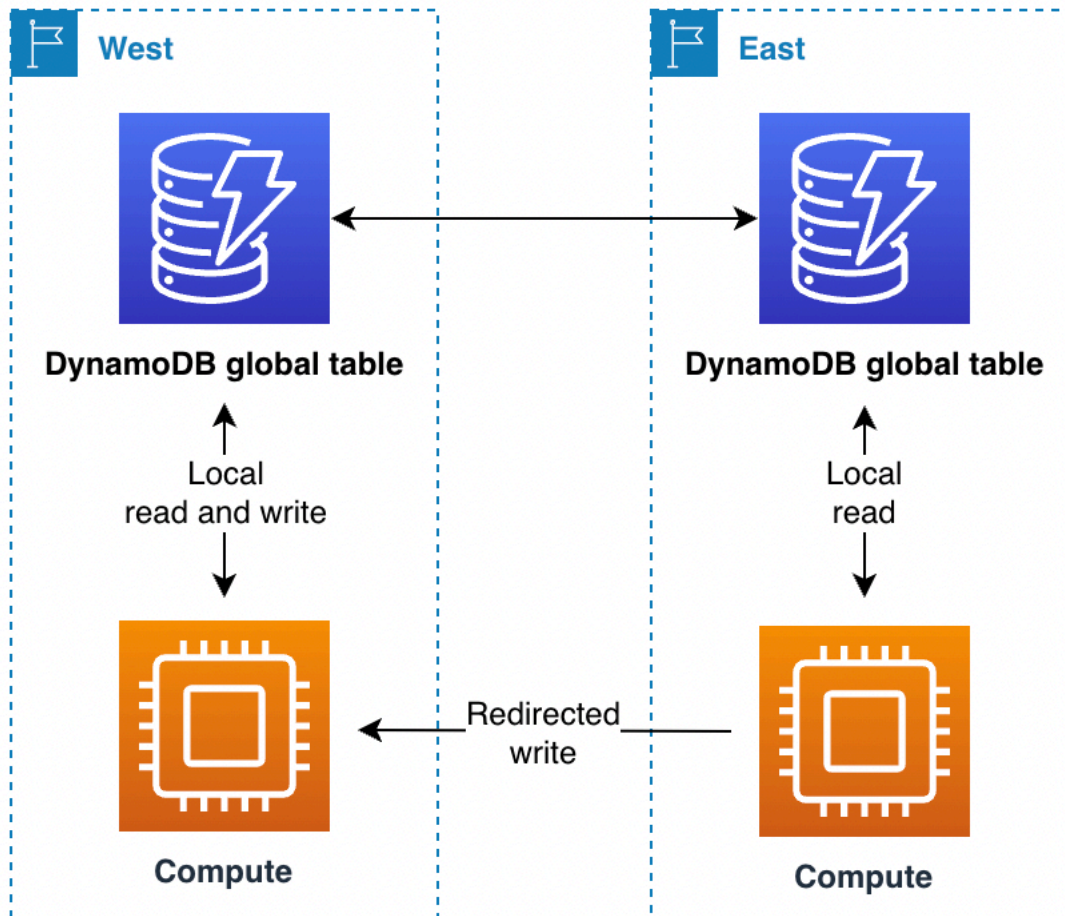 West
East
DynamoDB global table
DynamoDB global table
Local
read and write
Local
read
Redirected
write
Compute
Compute